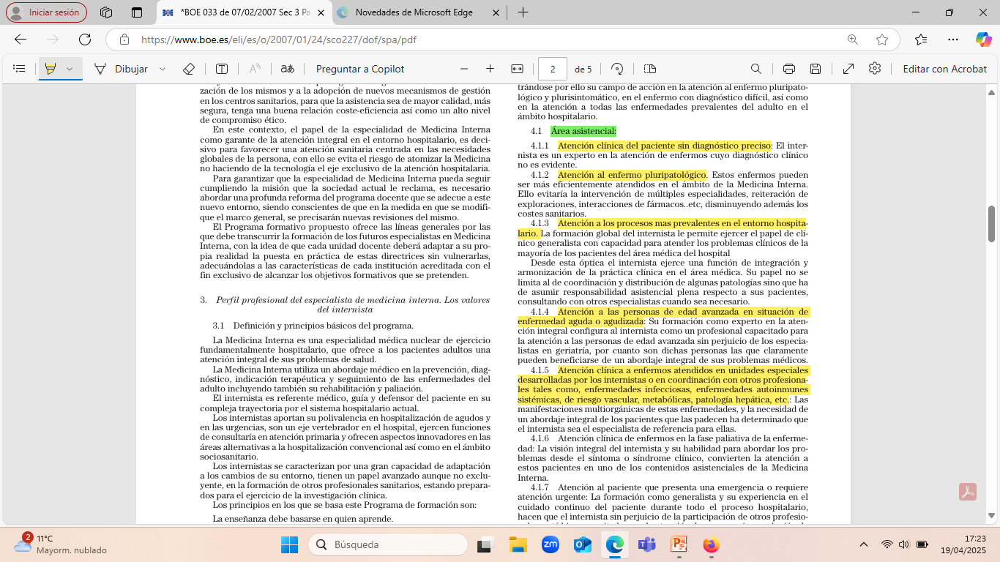 Iniciar sesión
*BOE 033 de 07/02/2007 Sec 3 Pa
Novedades de Microsoft Edge
https://www.boe.es/eli/es/o/2007/01/24/sco227/dof/spa/pdf
Dibujar
Preguntar a Copilot
2
de 5
Editar con Acrobat
zación de los mismos y a la adopción de nuevos mecanismos de gestión
en los centros sanitarios, para que la asistencia sea de mayor calidad, más
segura, tenga una buena relación coste-eficiencia así como un alto nivel
de compromiso ético.
En este contexto, el papel de la especialidad de Medicina Interna
como garante de la atención integral en el entorno hospitalario, es deci-
sivo para favorecer una atención sanitaria centrada en las necesidades
globales de la persona, con ello se evita el riesgo de atomizar la Medicina
no haciendo de la tecnología el eje exclusivo de la atención hospitalaria.
Para garantizar que la especialidad de Medicina Interna pueda seguir
cumpliendo la misión que la sociedad actual le reclama, es necesario
abordar una profunda reforma del programa docente que se adecue a este
nuevo entorno, siendo conscientes de que en la medida en que se modifi-
que el marco general, se precisarán nuevas revisiones del mismo.
El Programa formativo propuesto ofrece las líneas generales por las
que debe transcurrir la formación de los futuros especialistas en Medicina
Interna, con la idea de que cada unidad docente deberá adaptar a su pro-
pia realidad la puesta en práctica de estas directrices sin vulnerarlas,
adecuándolas a las características de cada institución acreditada con el
fin exclusivo de alcanzar los objetivos formativos que se pretenden.
3. Perfil profesional del especialista de medicina interna. Los valores
del internista
3.1 Definición y principios básicos del programa.
La Medicina Interna es una especialidad médica nuclear de ejercicio
fundamentalmente hospitalario, que ofrece a los pacientes adultos una
atención integral de sus problemas de salud.
La Medicina Interna utiliza un abordaje médico en la prevención, diag-
nóstico, indicación terapéutica y seguimiento de las enfermedades del
adulto incluyendo también su rehabilitación y paliación.
El internista es referente médico, guía y defensor del paciente en su
compleja trayectoria por el sistema hospitalario actual.
Los internistas aportan su polivalencia en hospitalización de agudos y
en las urgencias, son un eje vertebrador en el hospital, ejercen funciones
de consultaría en atención primaria y ofrecen aspectos innovadores en las
áreas alternativas a la hospitalización convencional así como en el ámbito
sociosanitario.
Los internistas se caracterizan por una gran capacidad de adaptación
a los cambios de su entorno, tienen un papel avanzado aunque no exclu-
yente, en la formación de otros profesionales sanitarios, estando prepara-
dos para el ejercicio de la investigación clínica.
Los principios en los que se basa este Programa de formación son:
La enseñanza debe basarse en quien aprende.
trándose por ello su campo de acción en la atención al enfermo pluripato-
lógico y plurisintomático, en el enfermo con diagnóstico difícil, así como
en la atención a todas las enfermedades prevalentes del adulto en el
ámbito hospitalario.
4.1 Área asistencial:
4.1.1 Atención clínica del paciente sin diagnóstico preciso: El inter-
nista es un experto en la atención de enfermos cuyo diagnóstico clínico
no es evidente.
4.1.2 Atención al enfermo pluripatológico. Estos enfermos pueden
ser más eficientemente atendidos en el ámbito de la Medicina Interna.
Ello evitaría la intervención de múltiples especialidades, reiteración de
exploraciones, interacciones de fármacos..etc, disminuyendo además los
costes sanitarios.
4.1.3 Atención a los procesos mas prevalentes en el entorno hospita-
lario. La formación global del internista le permite ejercer el papel de clí-
nico generalista con capacidad para atender los problemas clínicos de la
mayoría de los pacientes del área médica del hospital
Desde esta óptica el internista ejerce una función de integración y
armonización de la práctica clínica en el área médica. Su papel no se
limita al de coordinación y distribución de algunas patologías sino que ha
de asumir responsabilidad asistencial plena respecto a sus pacientes,
consultando con otros especialistas cuando sea necesario.
4.1.4 Atención a las personas de edad avanzada en situación de
enfermedad aguda o agudizada: Su formación como experto en la aten-
ción integral configura al internista como un profesional capacitado para
la atención a las personas de edad avanzada sin perjuicio de los especia-
listas en geriatría, por cuanto son dichas personas las que claramente
pueden beneficiarse de un abordaje integral de sus problemas médicos.
4.1.5 Atención clínica a enfermos atendidos en unidades especiales
desarrolladas por los internistas o en coordinación con otros profesiona-
les tales como, enfermedades infecciosas, enfermedades autoinmunes
sistémicas, de riesgo vascular, metabólicas, patología hepática, etc.: Las
manifestaciones multiorgánicas de estas enfermedades, y la necesidad de
un abordaje integral de los pacientes que las padecen ha determinado que
el internista sea el especialista de referencia para ellas.
4.1.6 Atención clínica de enfermos en la fase paliativa de la enferme-
dad: La visión integral del internista y su habilidad para abordar los pro-
blemas desde el síntoma o síndrome clínico, convierten la atención a
estos pacientes en uno de los contenidos asistenciales de la Medicina
Interna.
4.1.7 Atención al paciente que presenta una emergencia o requiere
atención urgente: La formación como generalista y su experiencia en el
cuidado continuo del paciente durante todo el proceso hospitalario,
hacen que el internista sin perjuicio de la participación de otros profesio-
2
11°C
Mayorm. nublado
Búsqueda
zm
17:23
19/04/2025